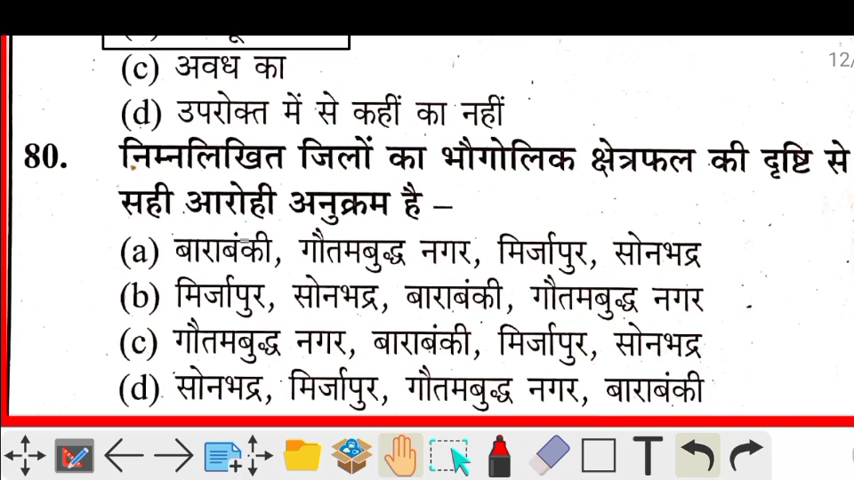 (c) अवध का
12/
(d) उपरोक्त में से कहीं का नहीं
80. निम्नलिखित जिलों का भौगोलिक क्षेत्रफल की दृष्टि से
सही आरोही अनुक्रम है –
(a) बाराबंकी, गौतमबुद्ध नगर, मिर्जापुर, सोनभद्र
(b) मिर्जापुर, सोनभद्र, बाराबंकी, गौतमबुद्ध नगर
(c) गौतमबुद्ध नगर, बाराबंकी, मिर्जापुर, सोनभद्र
(d) सोनभद्र, मिर्जापुर, गौतमबुद्ध नगर, बाराबंकी
T